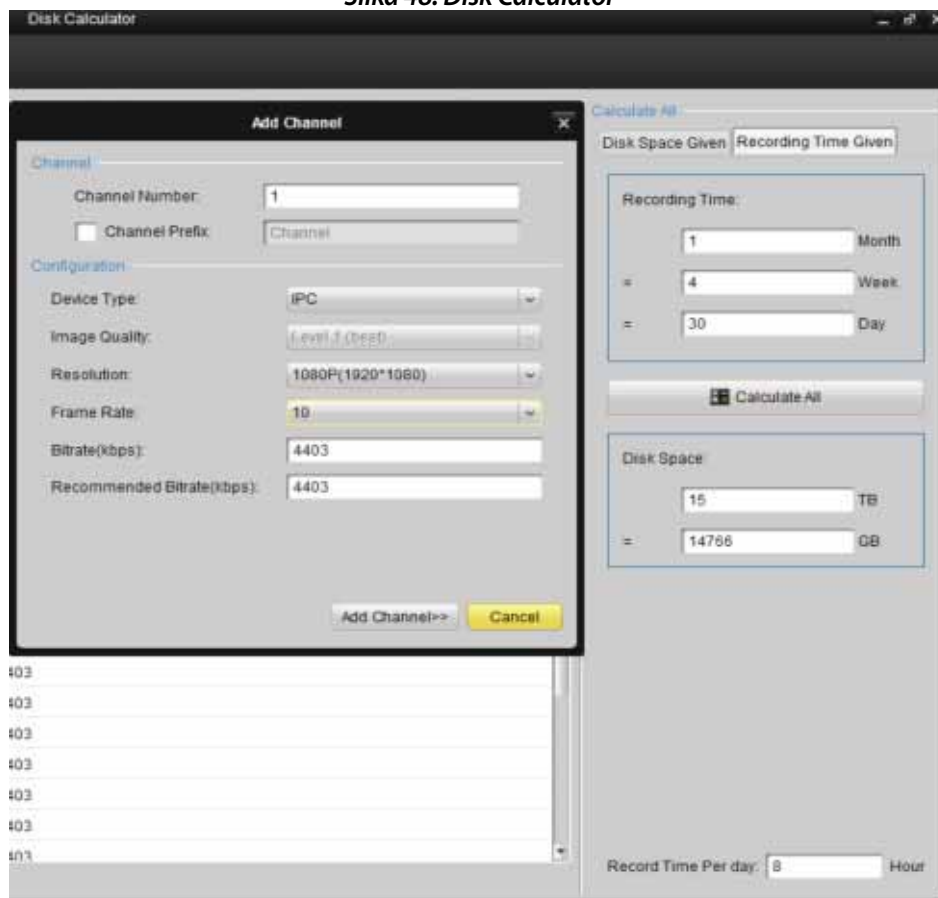 Slika 48. Disk Calculator
Disk Calculator
Add Channel
Channel
Channel Number: 1
Channel Prefix Channel
Configuration
Device Type: IPC
Image Quality: Level 1 (best)
Resolution: 1080P(1920*1080)
Frame Rate 10
Bitrate(kbps): 4403
Recommended Bitrate(kbps): 4403
Add Channel>> Cancel
403
403
403
403
403
403
403
Calculate All
Disk Space Given Recording Time Given
Recording Time:
1 Month
= 4 Week
= 30 Day
Calculate All
Disk Space
15 TB
= 14766 GB
Record Time Per day: 8 Hour